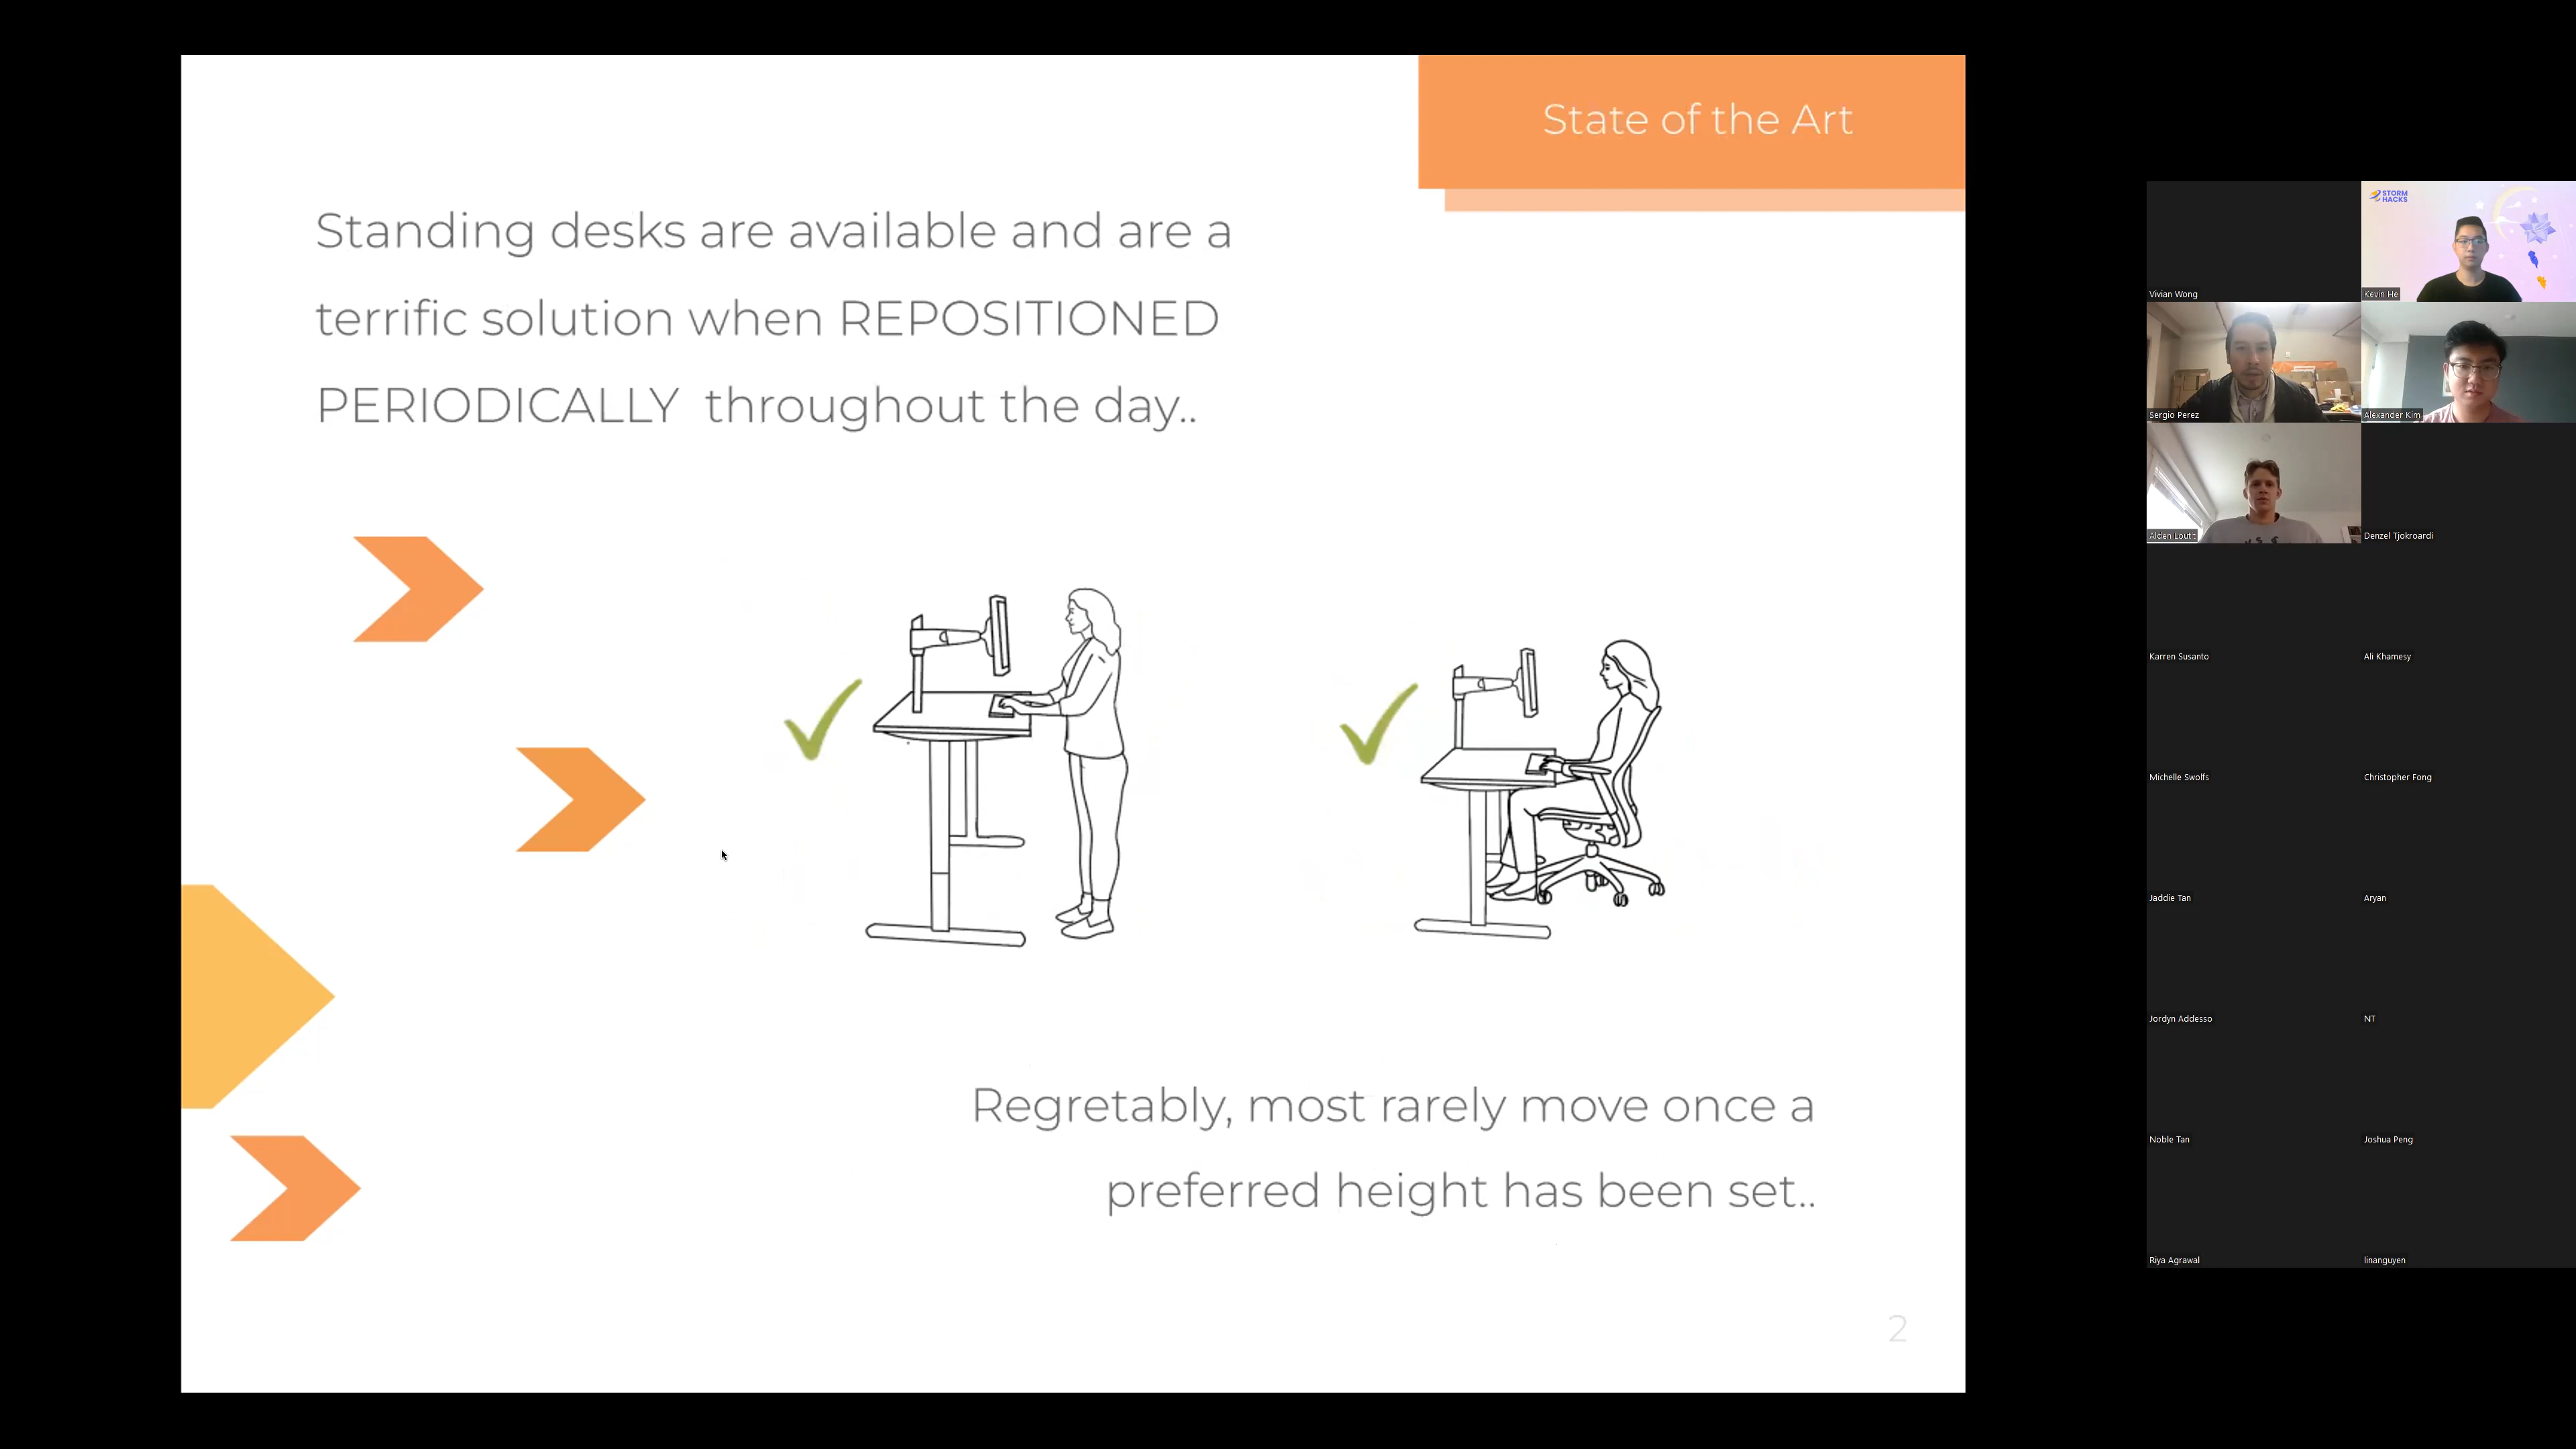 State of the Art
Standing desks are available and are a
terrific solution when REPOSITIONED
PERIODICALLY throughout the day..
Regretably, most rarely move once a
preferred height has been set..
2
STORM
HACKS
Vivian Wong
Kevin He
Sergio Perez
Alexander Kim
Alden Loutit
Denzel Tjokroardi
Karren Susanto
Ali Khamesy
Michelle Swolfs
Christopher Fong
Jaddie Tan
Aryan
Jordyn Addesso
NT
Noble Tan
Joshua Peng
Riya Agrawal
linanguyen